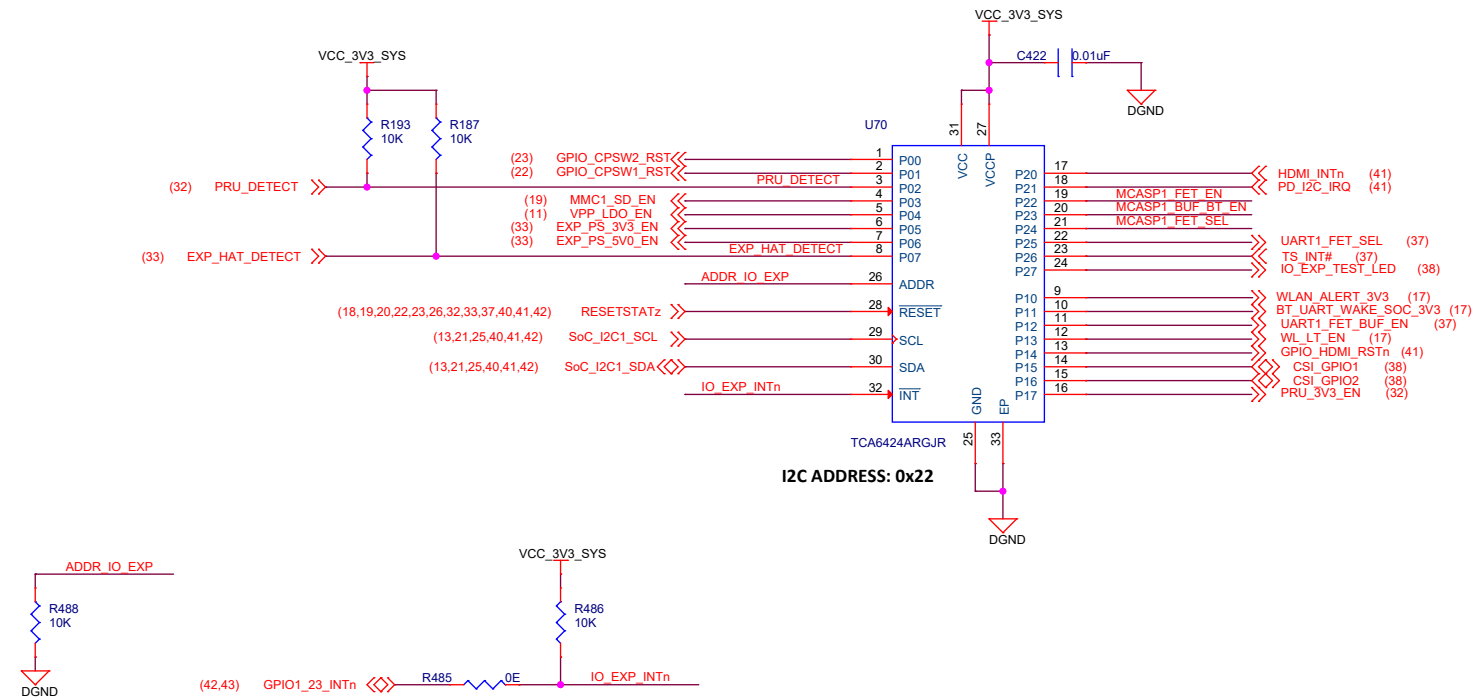 VCC_3V3_SYS
VCC_3V3_SYS
C422
0.01uF
DGND
R193
10K
R187
10K
U70
31
27
VCC
VCCP
(23) GPIO_CPSW2_RST 1 P00
(22) GPIO_CPSW1_RST 2 P01
(32) PRU_DETECT PRU_DETECT 3 P02
(19) MMC1_SD_EN 4 P03
(11) VPP_LDO_EN 5 P04
(33) EXP_PS_3V3_EN 6 P05
(33) EXP_PS_5V0_EN 7 P06
(33) EXP_HAT_DETECT EXP_HAT_DETECT 8 P07
ADDR_IO_EXP 26 ADDR
(18,19,20,22,23,26,32,33,37,40,41,42) RESETSTATz 28 RESET
(13,21,25,40,41,42) SoC_I2C1_SCL 29 SCL
(13,21,25,40,41,42) SoC_I2C1_SDA 30 SDA
IO_EXP_INTn 32 INT
P20 17 HDMI_INTn (41)
P21 18 PD_I2C_IRQ (41)
P22 19 MCASP1_FET_EN
P23 20 MCASP1_BUF_BT_EN
P24 21 MCASP1_FET_SEL
P25 22 UART1_FET_SEL (37)
P26 23 TS_INT# (37)
P27 24 IO_EXP_TEST_LED (38)
P10 9 WLAN_ALERT_3V3 (17)
P11 10 BT_UART_WAKE_SOC_3V3 (17)
P12 11 UART1_FET_BUF_EN (37)
P13 12 WL_LT_EN (17)
P14 13 GPIO_HDMI_RSTn (41)
P15 14 CSI_GPIO1 (38)
P16 15 CSI_GPIO2 (38)
P17 16 PRU_3V3_EN (32)
GND
EP
25
33
TCA6424ARGJR
I2C ADDRESS: 0x22
DGND
ADDR_IO_EXP
R488
10K
DGND
VCC_3V3_SYS
R486
10K
(42,43) GPIO1_23_INTn R485 0E IO_EXP_INTn